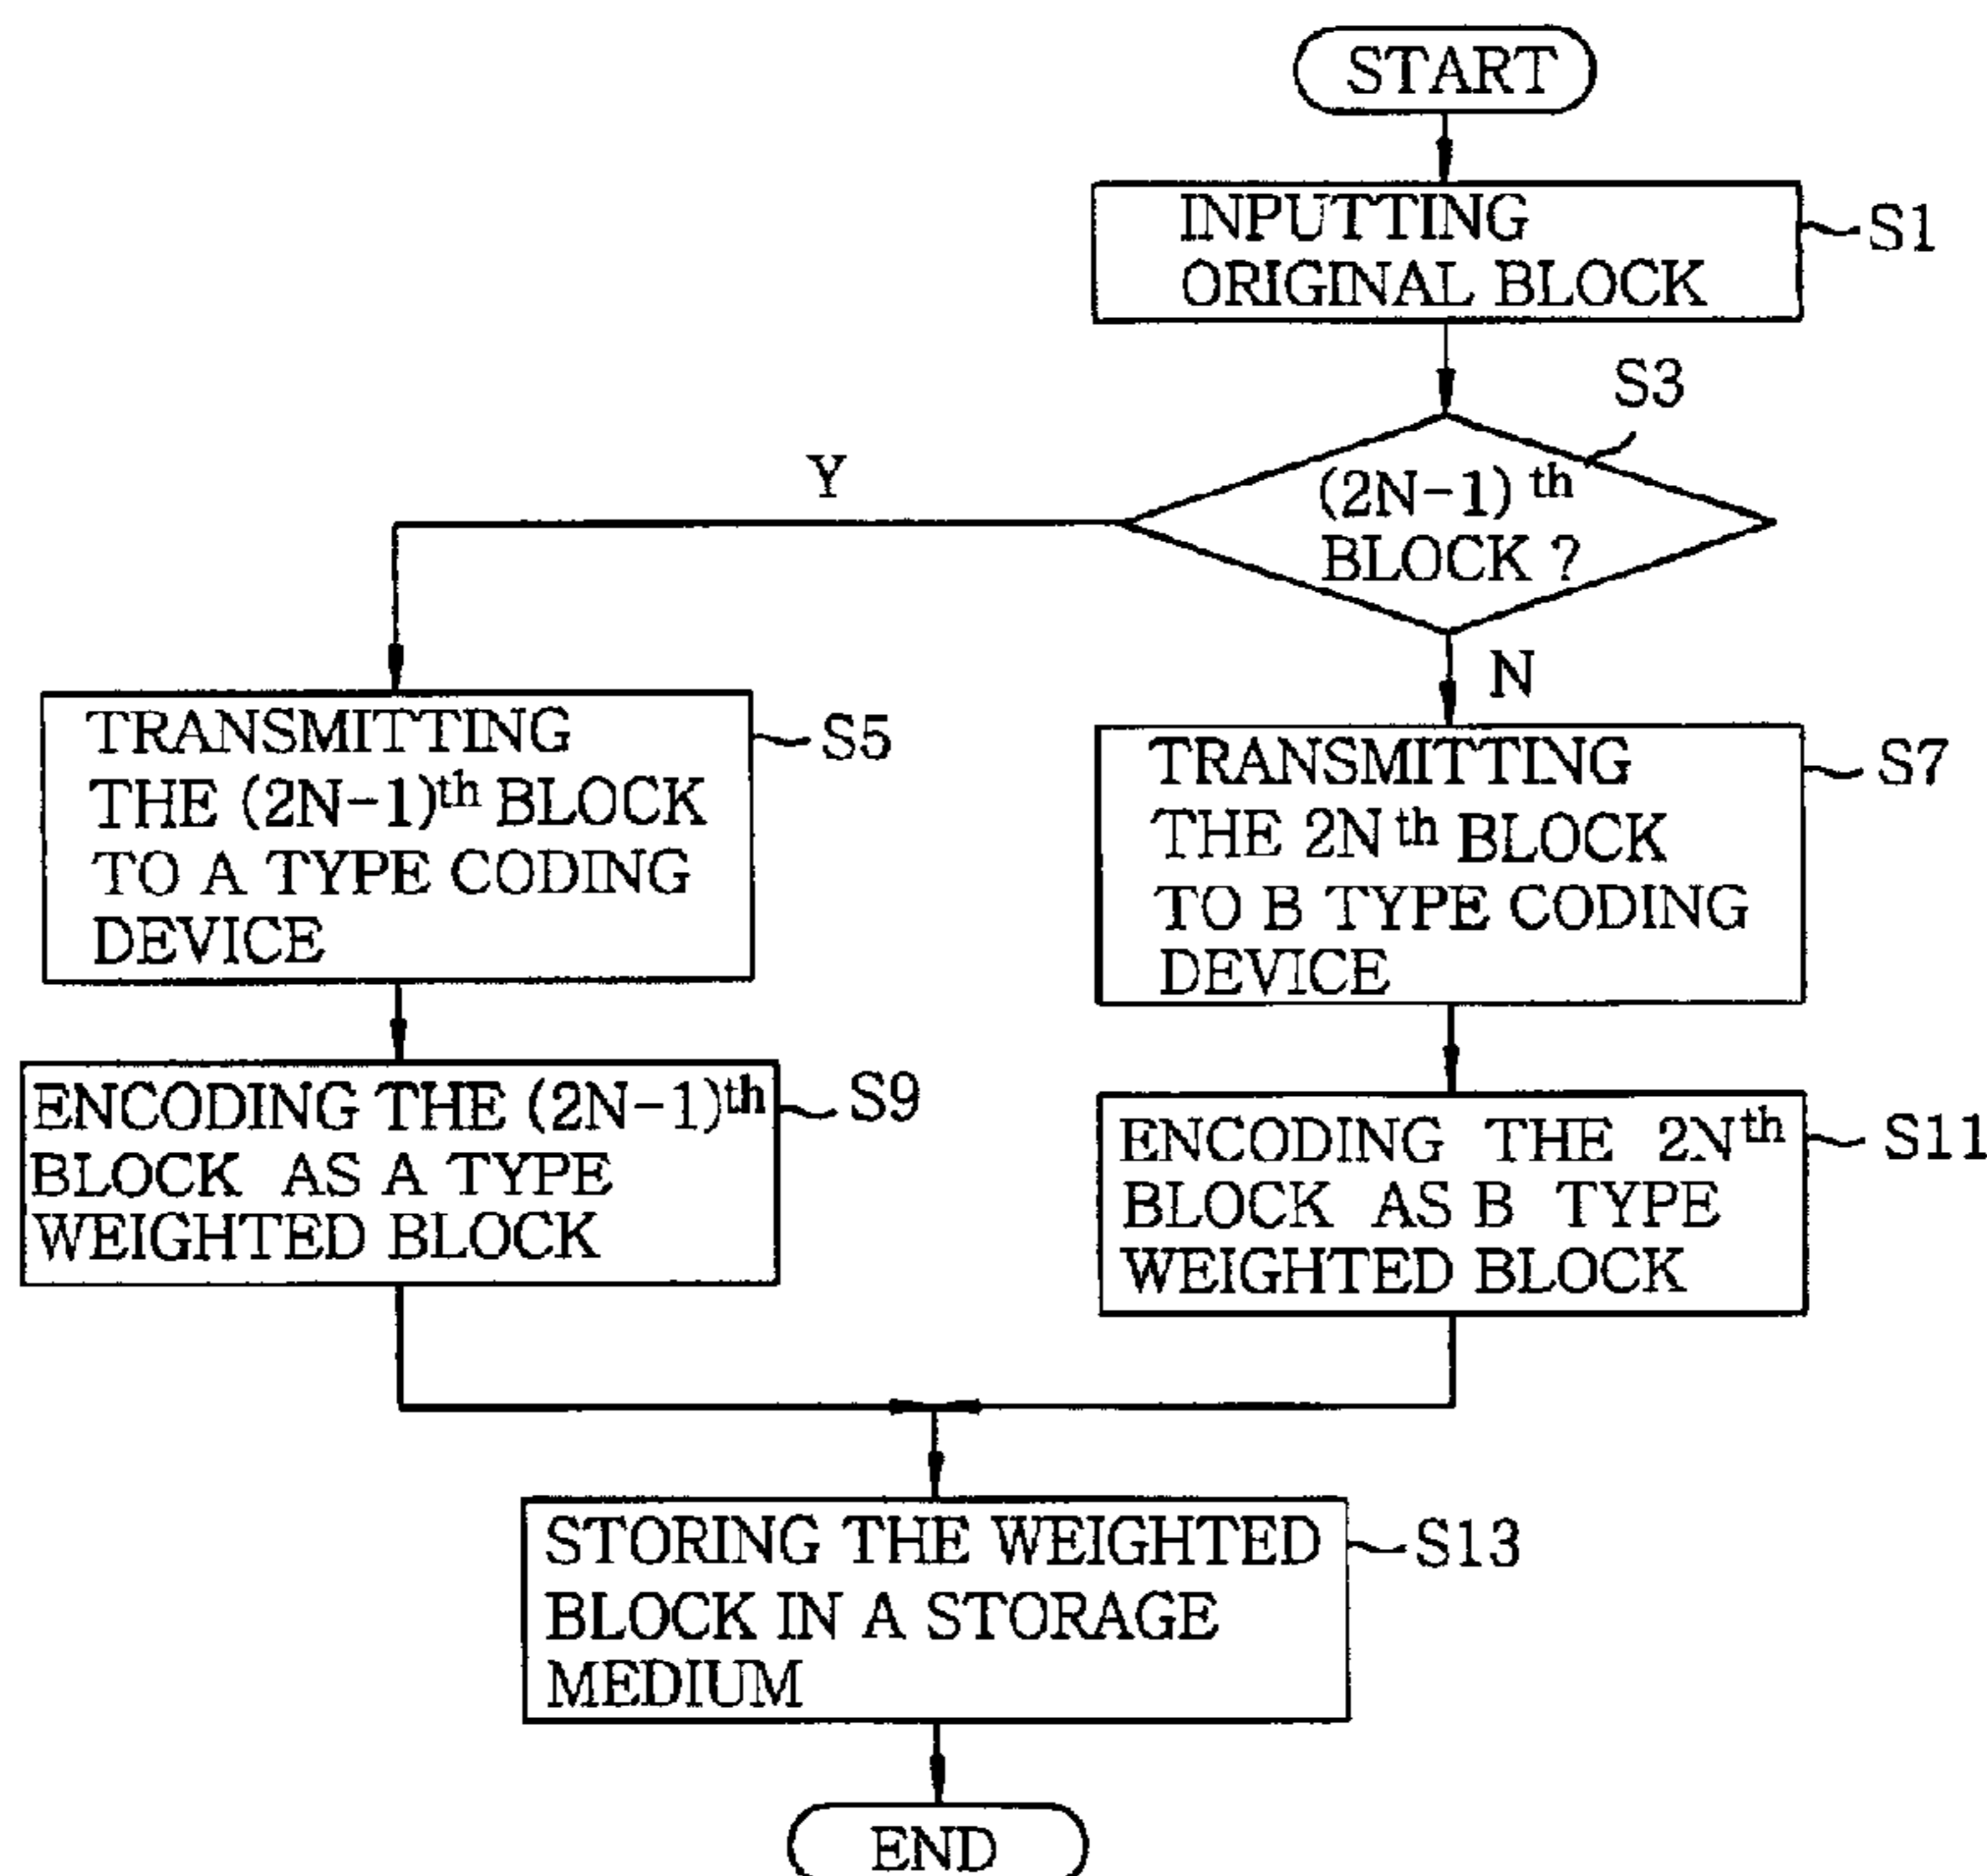 START
INPUTTING
ORIGINAL BLOCK
S1
S3
(2N-1)th
BLOCK ?
Y
N
TRANSMITTING
THE (2N-1)th BLOCK
TO A TYPE CODING
DEVICE
S5
TRANSMITTING
THE 2Nth BLOCK
TO B TYPE CODING
DEVICE
S7
ENCODING THE (2N-1)th
BLOCK AS A TYPE
WEIGHTED BLOCK
S9
ENCODING THE 2Nth
BLOCK AS B TYPE
WEIGHTED BLOCK
S11
STORING THE WEIGHTED
BLOCK IN A STORAGE
MEDIUM
S13
END